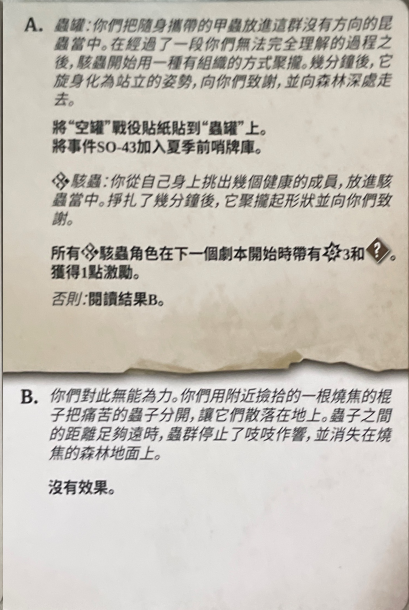 A. 蟲罐：你們把隨身攜帶的甲蟲放進這群沒有方向的昆
蟲當中。在經過了一段你們無法完全理解的過程之
後，駭蟲開始用一種有組織的方式聚攏。幾分鐘後，它
旋身化為站立的姿勢，向你們致謝，並向森林深處走
去。
將“空罐”戰役貼紙貼到“蟲罐”上。
將事件SO-43加入夏季前哨牌庫。
駭蟲：你從自己身上挑出幾個健康的成員，放進駭
蟲當中。掙扎了幾分鐘後，它聚攏起形狀並向你們致
謝。
所有駭蟲角色在下一個劇本開始時帶有3和?。
獲得1點激勵。
否則：閱讀結果B。
B. 你們對此無能為力。你們用附近撿拾的一根燒焦的棍
子把痛苦的蟲子分開，讓它們散落在地上。蟲子之間
的距離足夠遠時，蟲群停止了吱吱作響，並消失在燒
焦的森林地面上。
沒有效果。